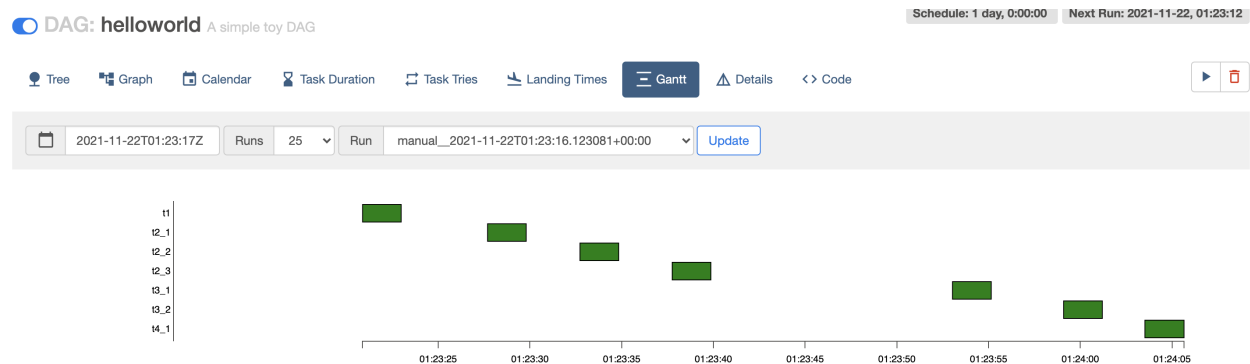 DAG: helloworld A simple toy DAG
Schedule: 1 day, 0:00:00 Next Run: 2021-11-22, 01:23:12
Tree Graph Calendar Task Duration Task Tries Landing Times Gantt Details <> Code
2021-11-22T01:23:17Z Runs 25 Run manual__2021-11-22T01:23:16.123081+00:00 Update
t1
t2_1
t2_2
t2_3
t3_1
t3_2
t4_1
01:23:25 01:23:30 01:23:35 01:23:40 01:23:45 01:23:50 01:23:55 01:24:00 01:24:05